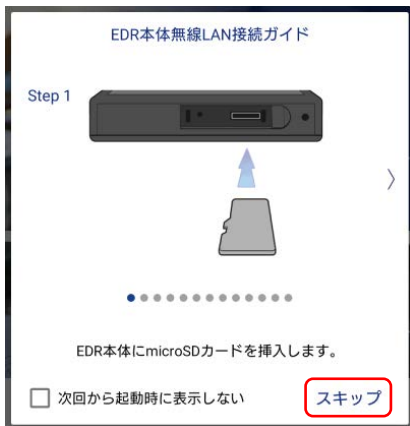 EDR本体無線LAN接続ガイド
Step 1
EDR本体にmicroSDカードを挿入します。
次回から起動時に表示しない
スキップ